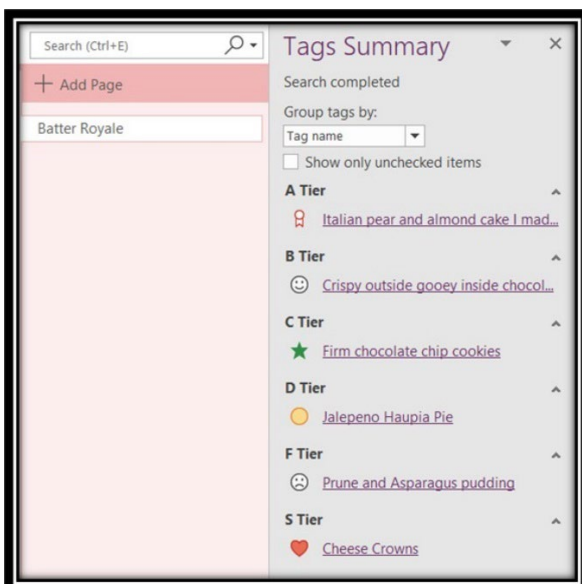 Search (Ctrl+E)
Add Page
Batter Royale
Tags Summary
Search completed
Group tags by:
Tag name
Show only unchecked items
A Tier
Italian pear and almond cake I mad...
B Tier
Crispy outside gooey inside chocol...
C Tier
Firm chocolate chip cookies
D Tier
Jalepeno Haupia Pie
F Tier
Prune and Asparagus pudding
S Tier
Cheese Crowns